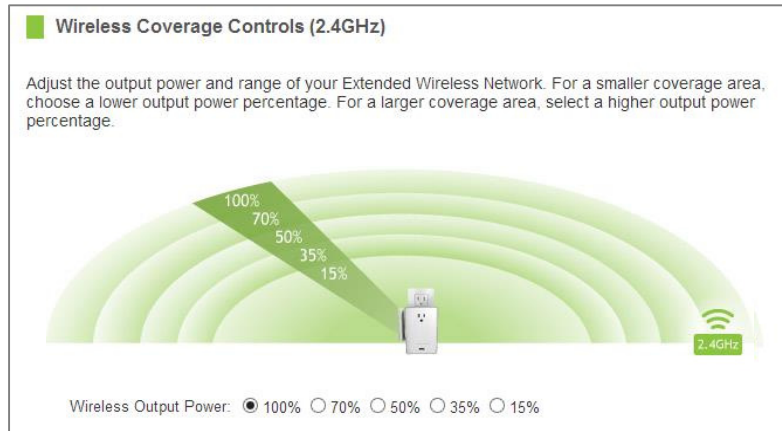 Wireless Coverage Controls (2.4GHz)
Adjust the output power and range of your Extended Wireless Network. For a smaller coverage area,
choose a lower output power percentage. For a larger coverage area, select a higher output power
percentage.
100%
70%
50%
35%
15%
2.4GHz
Wireless Output Power: 100% 70% 50% 35% 15%